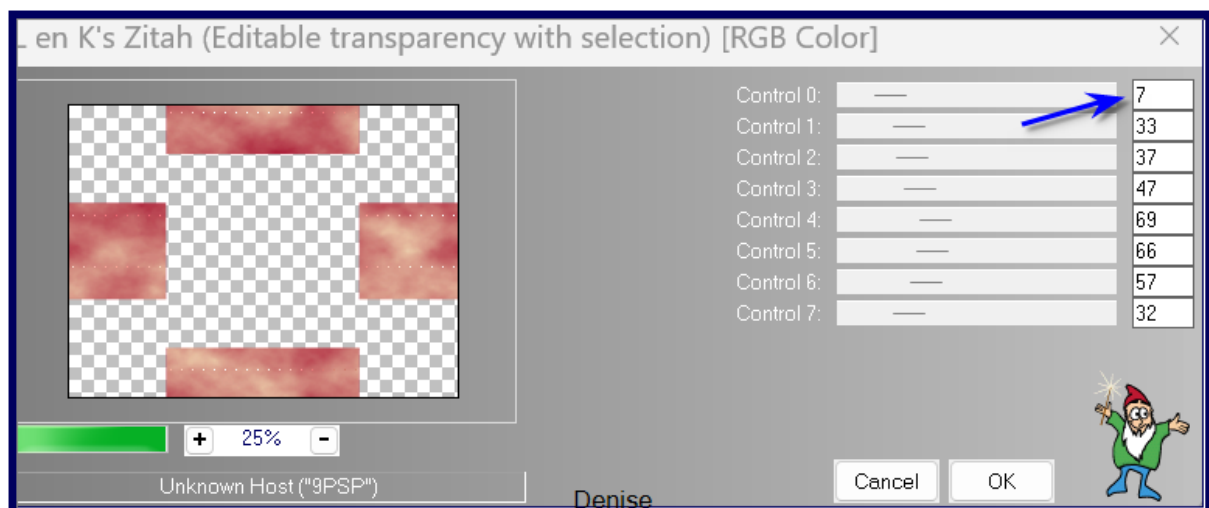 L en K's Zitah (Editable transparency with selection) [RGB Color]
Control 0: 7
Control 1: 33
Control 2: 37
Control 3: 47
Control 4: 69
Control 5: 66
Control 6: 57
Control 7: 32
+ 25% -
Unknown Host ("9PSP")
Cancel OK
Denise